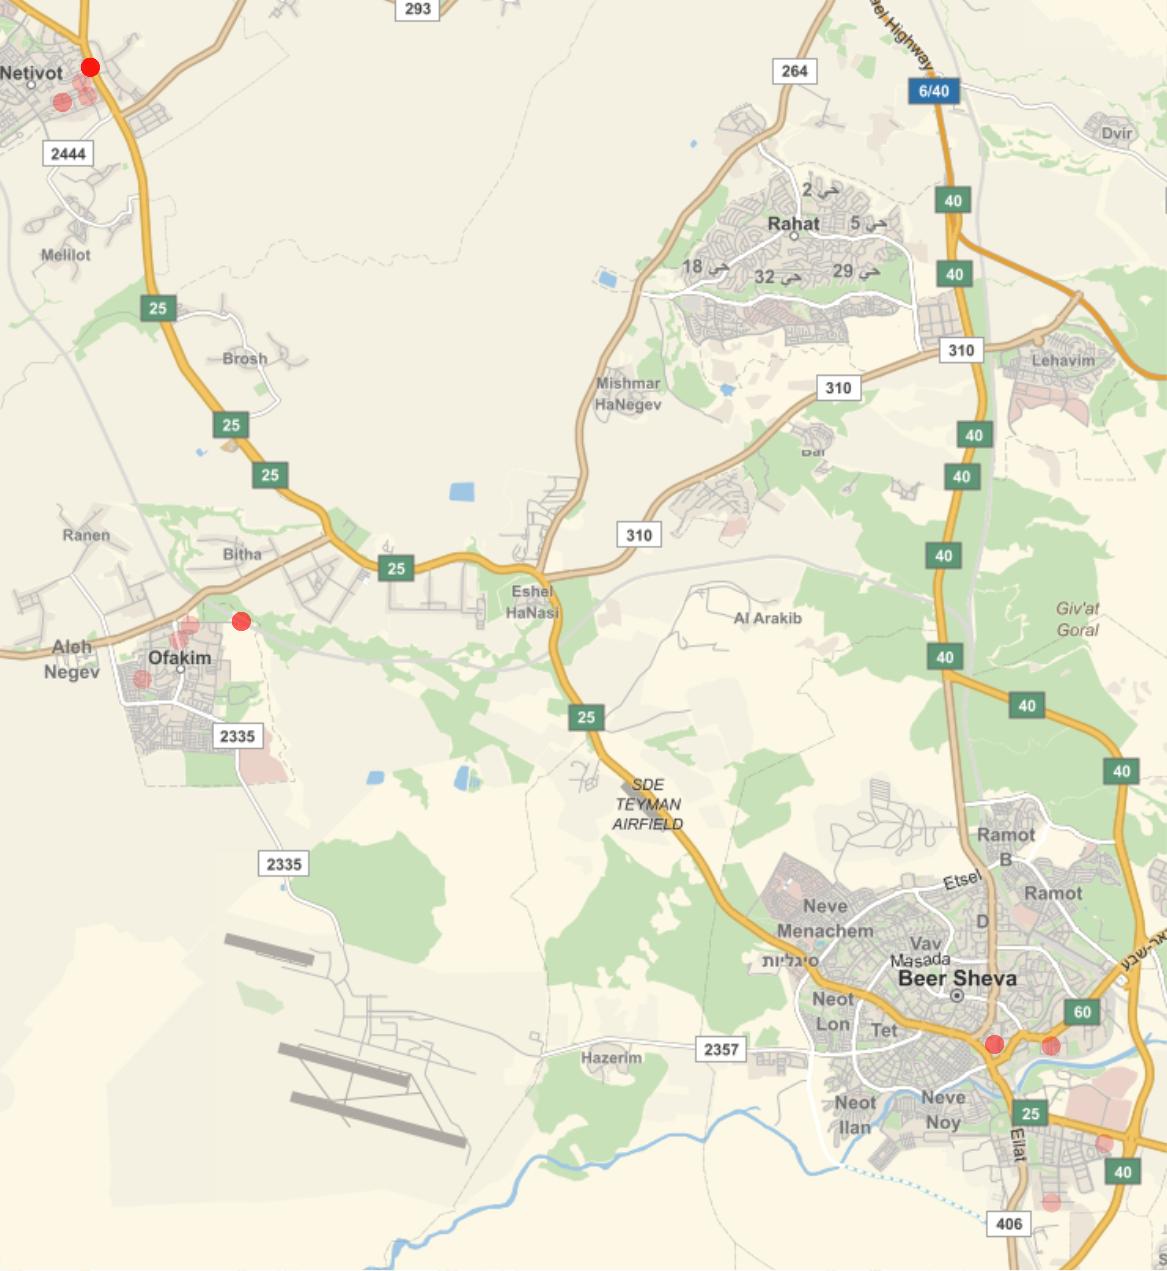 293
ael Highway
264
Netivot
6/40
Dvir
2444
حي 2
40
Rahat
حي 5
Melilot
حي 18
حي 32
حي 29
40
25
310
Brosh
Lehavim
Mishmar
HaNegev
310
25
40
Bar
25
40
Ranen
310
Bitha
40
25
Eshel
HaNasi
Al Arakib
Giv'at
Goral
Aleh
Negev
Ofakim
40
40
25
2335
40
SDE
TEYMAN
AIRFIELD
Ramot
B
2335
Etsel
Ramot
Neve
Menachem
D
Vav
באר-שבע
סיגליות
Masada
Beer Sheva
Neot
Lon
60
Tet
2357
Hazerim
Neot
Ilan
Neve
Noy
25
Eilat
40
406
S